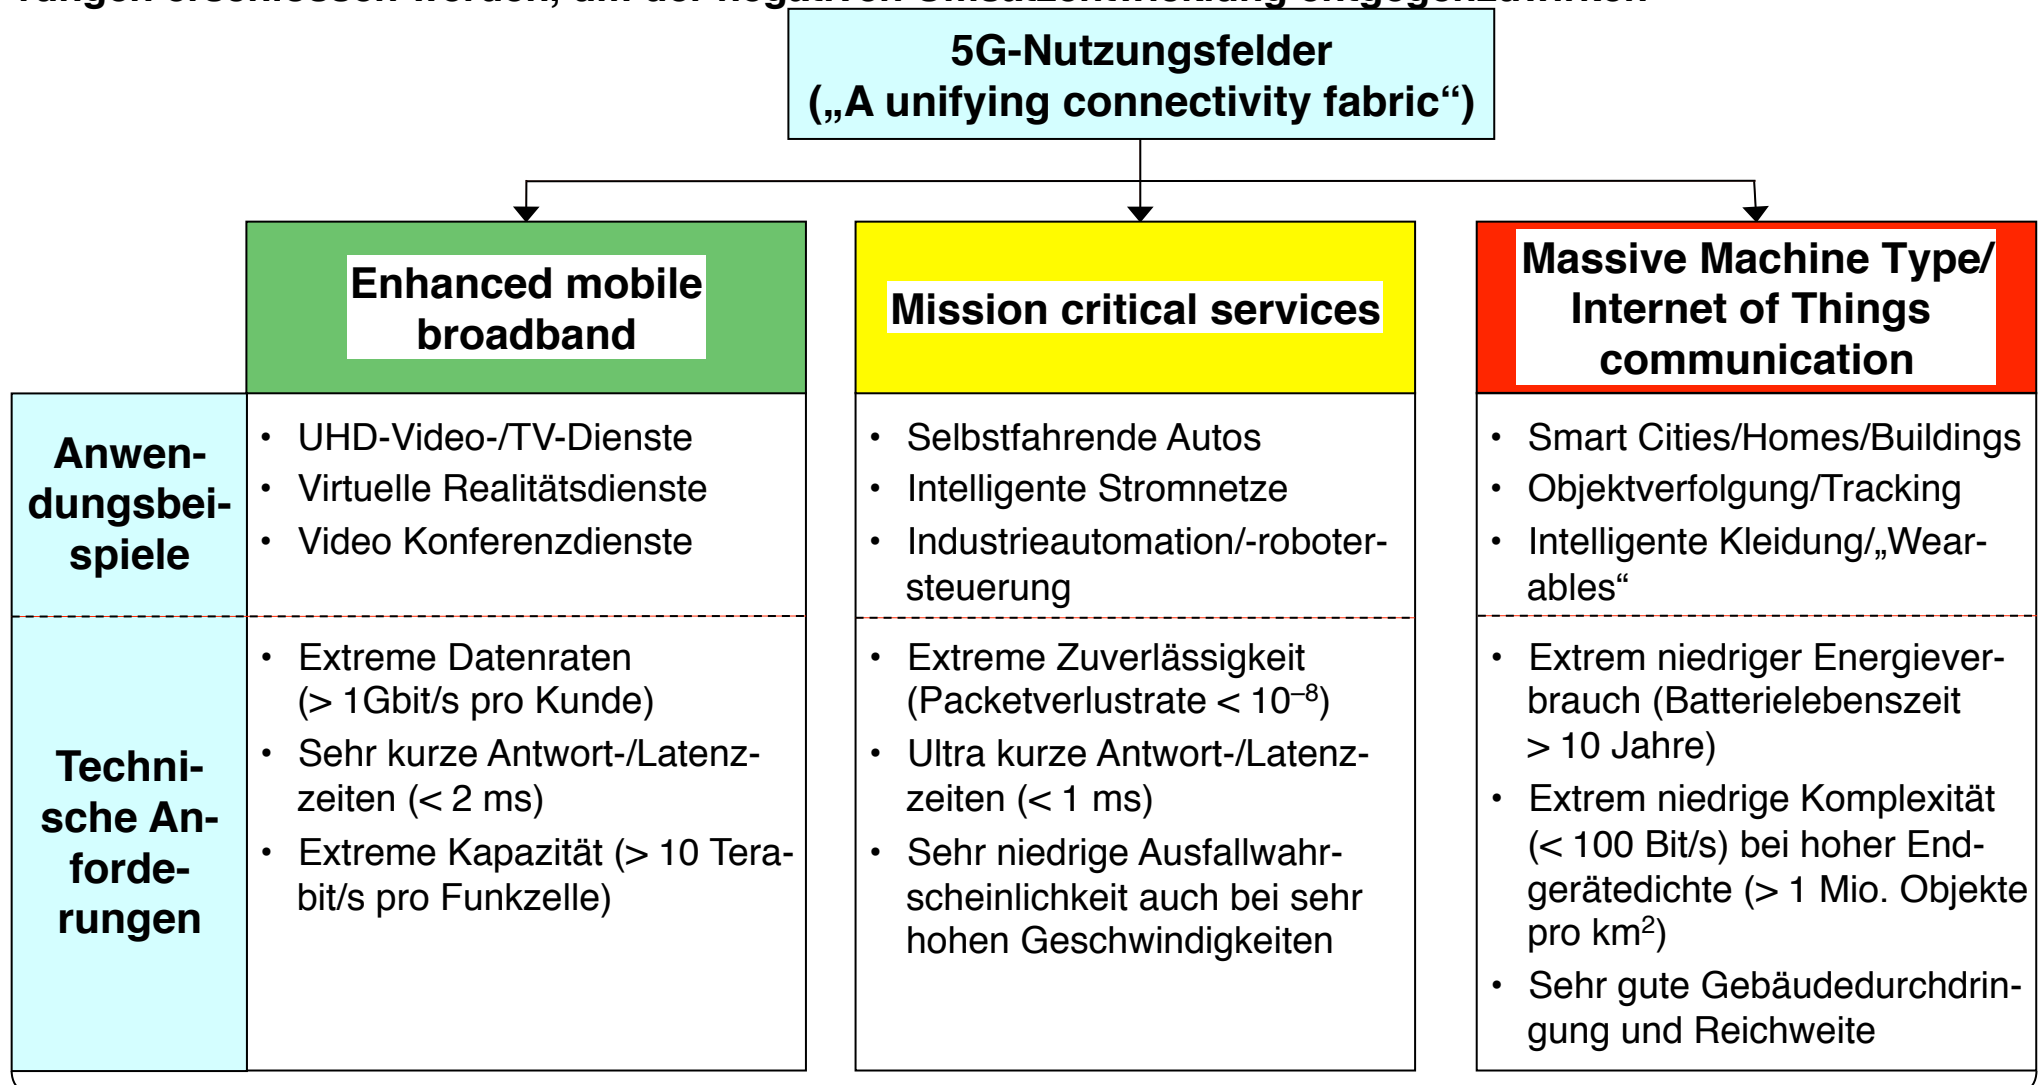 5G-Nutzungsfelder
(„A unifying connectivity fabric“)
Enhanced mobile
broadband
Mission critical services
Massive Machine Type/
Internet of Things
communication
Anwen-
dungsbei-
spiele
• UHD-Video-/TV-Dienste
• Virtuelle Realitätsdienste
• Video Konferenzdienste
• Selbstfahrende Autos
• Intelligente Stromnetze
• Industrieautomation/-roboter-
steuerung
• Smart Cities/Homes/Buildings
• Objektverfolgung/Tracking
• Intelligente Kleidung/„Wear-
ables“
Techni-
sche An-
forde-
rungen
• Extreme Datenraten
(> 1Gbit/s pro Kunde)
• Sehr kurze Antwort-/Latenz-
zeiten (< 2 ms)
• Extreme Kapazität (> 10 Tera-
bit/s pro Funkzelle)
• Extreme Zuverlässigkeit
(Packetverlustrate < 10⁻⁸)
• Ultra kurze Antwort-/Latenz-
zeiten (< 1 ms)
• Sehr niedrige Ausfallwahr-
scheinlichkeit auch bei sehr
hohen Geschwindigkeiten
• Extrem niedriger Energiever-
brauch (Batterielebenszeit
> 10 Jahre)
• Extrem niedrige Komplexität
(< 100 Bit/s) bei hoher End-
gerätedichte (> 1 Mio. Objekte
pro km²)
• Sehr gute Gebäudedurchdrin-
gung und Reichweite